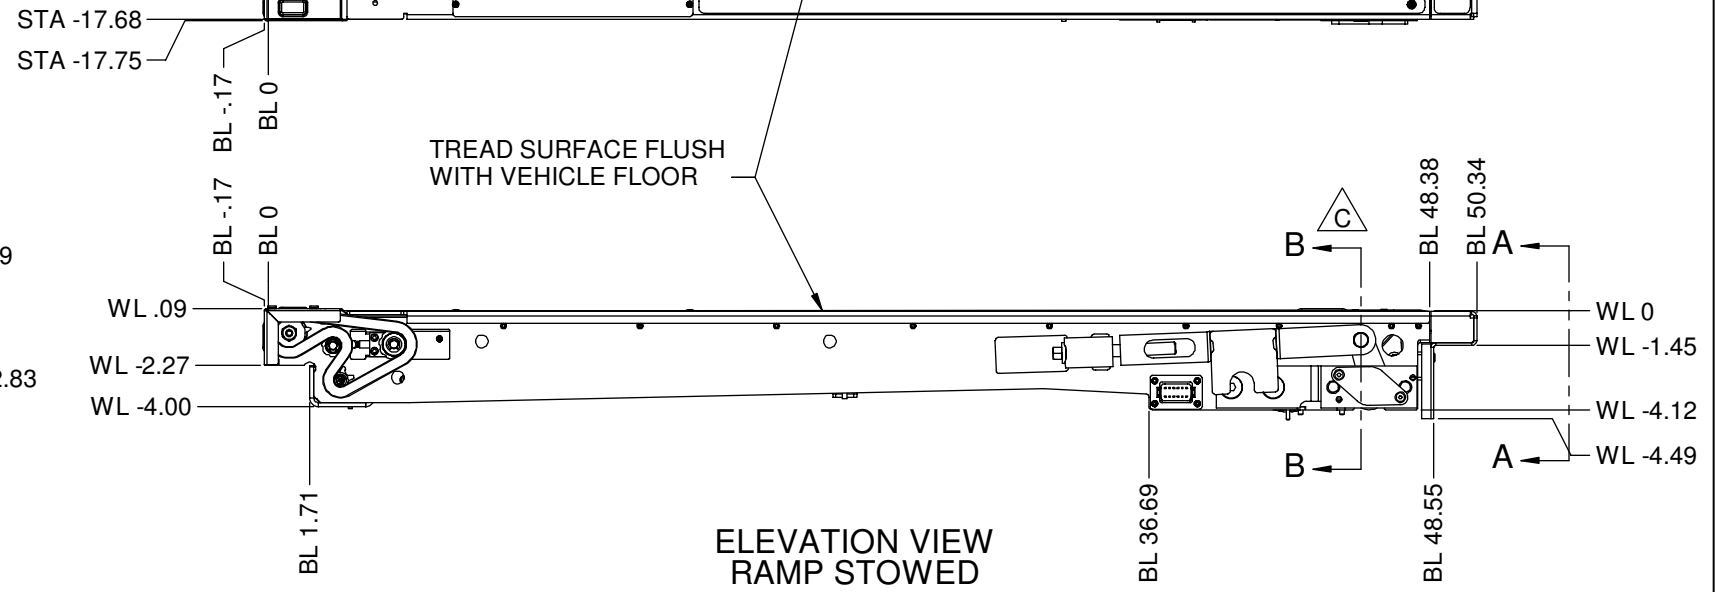 STA -17.68
STA -17.75
BL -.17
BL 0
TREAD SURFACE FLUSH
WITH VEHICLE FLOOR
BL -.17
BL 0
BL 48.38
BL 50.34
C
B
A
9
WL .09
WL 0
WL -2.27
WL -1.45
2.83
WL -4.00
WL -4.12
B
A
WL -4.49
BL 1.71
BL 36.69
BL 48.55
ELEVATION VIEW
RAMP STOWED